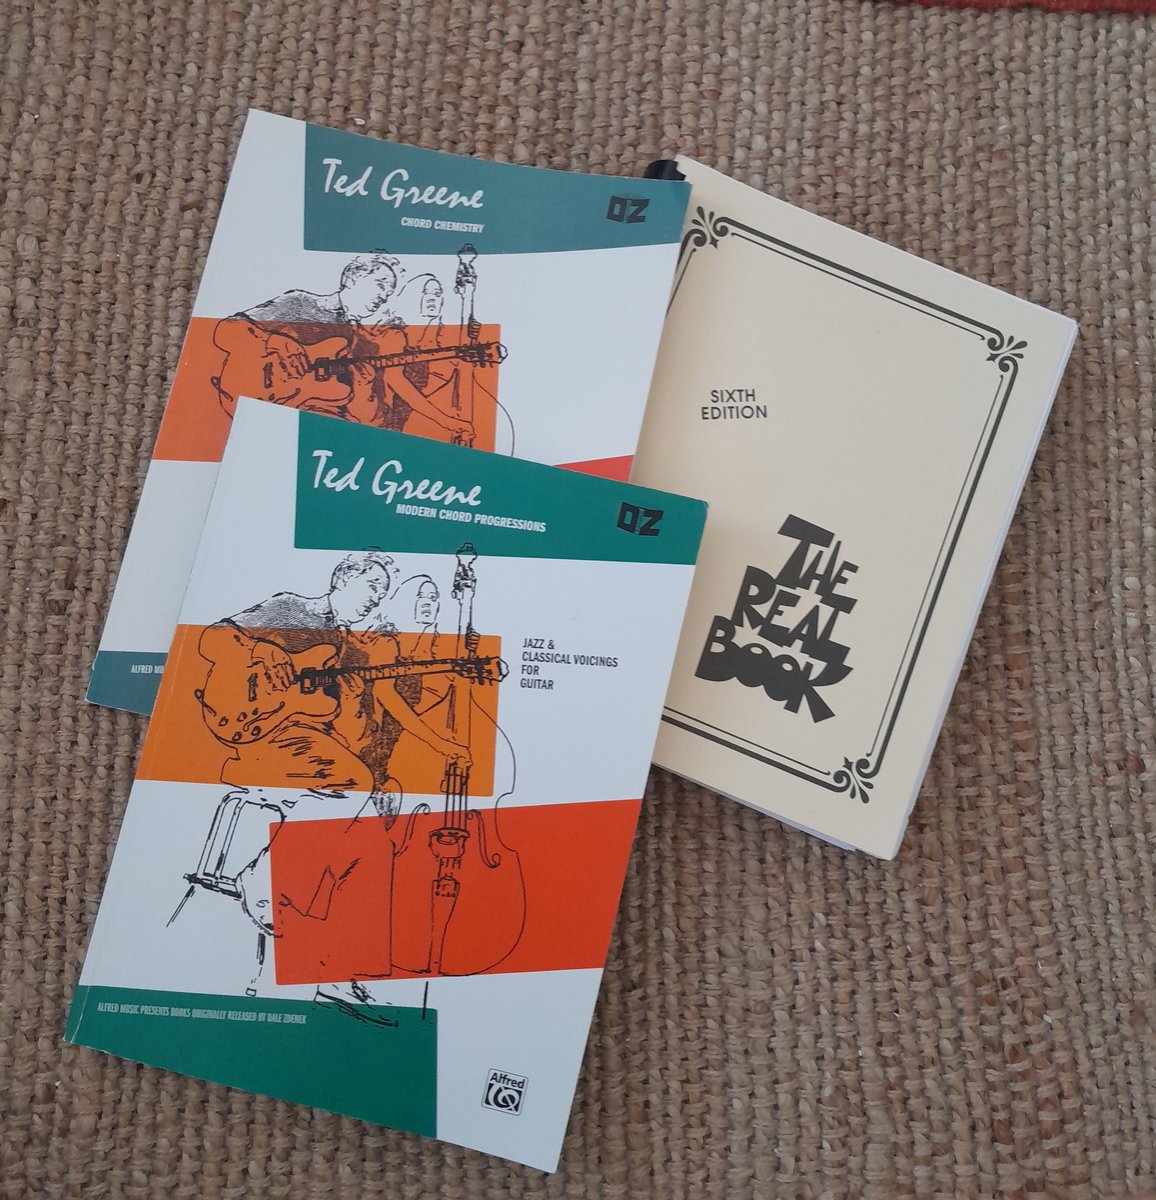 Ted Greene
CHORD CHEMISTRY
DZ
ALFRED
SIXTH
EDITION
THE
REAL
BOOK
Ted Greene
MODERN CHORD PROGRESSIONS
DZ
JAZZ &
CLASSICAL VOICINGS
FOR
GUITAR
ALFRED MUSIC PRESENTS BOOKS ORIGINALLY RELEASED BY DALE ZDENEK
Alfred